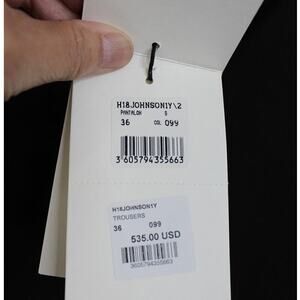 H18JOHNSON1Y\2
PANTALON G
36 COL 099
3605794355663
H18JOHNSON1Y
TROUSERS
36 099
535.00 USD
3605794355663